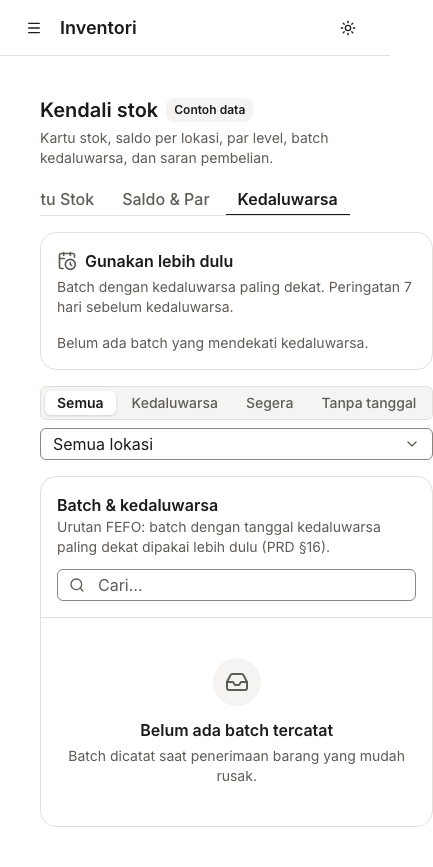 Inventori
Kendali stok
Contoh data
Kartu stok, saldo per lokasi, par level, batch
kedaluwarsa, dan saran pembelian.
tu Stok
Saldo & Par
Kedaluwarsa
Gunakan lebih dulu
Batch dengan kedaluwarsa paling dekat. Peringatan 7
hari sebelum kedaluwarsa.
Belum ada batch yang mendekati kedaluwarsa.
Semua
Kedaluwarsa
Segera
Tanpa tanggal
Semua lokasi
Batch & kedaluwarsa
Urutan FEFO: batch dengan tanggal kedaluwarsa
paling dekat dipakai lebih dulu (PRD §16).
Cari...
Belum ada batch tercatat
Batch dicatat saat penerimaan barang yang mudah
rusak.